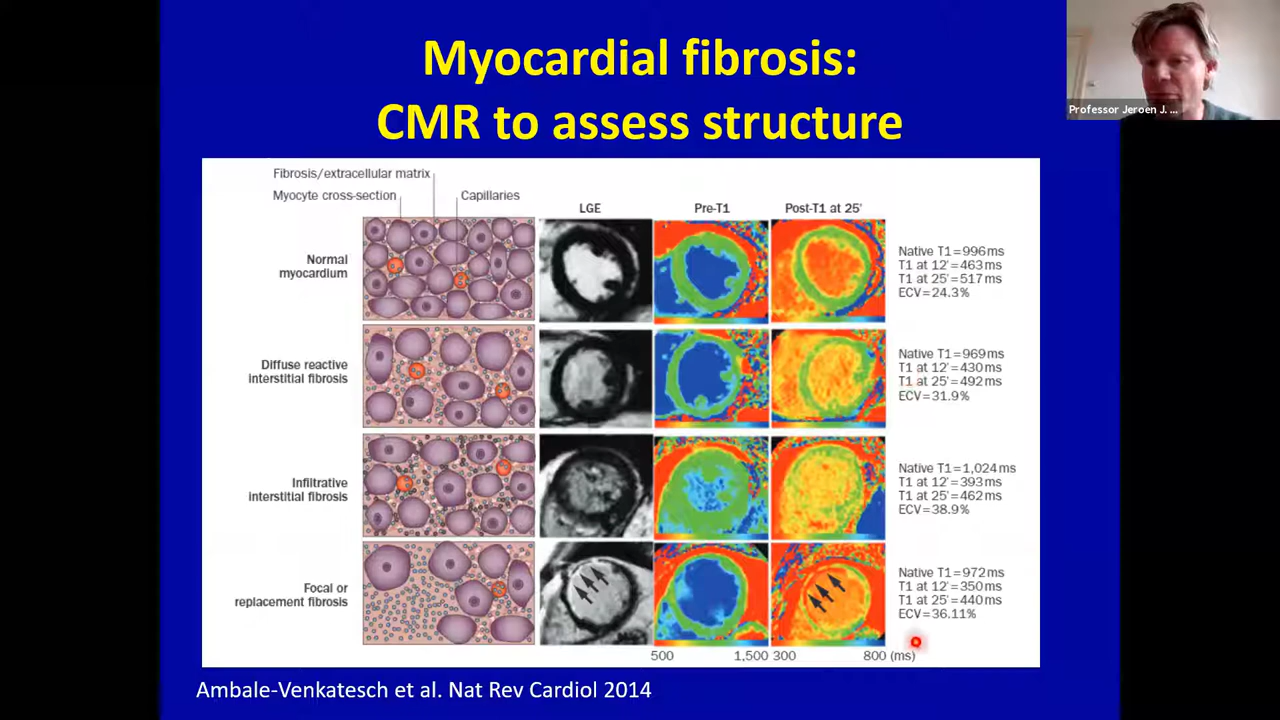 Myocardial fibrosis:
CMR to assess structure
Professor Jeroen J. ...
Fibrosis/extracellular matrix
Myocyte cross-section
Capillaries
LGE
Pre-T1
Post-T1 at 25'
Normal
myocardium
Native T1=996ms
T1 at 12'=463ms
T1 at 25'=517ms
ECV=24.3%
Diffuse reactive
interstitial fibrosis
Native T1=969ms
T1 at 12'=430ms
T1 at 25'=492ms
ECV=31.9%
Infiltrative
interstitial fibrosis
Native T1=1,024ms
T1 at 12'=393ms
T1 at 25'=462ms
ECV=38.9%
Focal or
replacement fibrosis
Native T1=972ms
T1 at 12'=350ms
T1 at 25'=440ms
ECV=36.11%
500 1,500 300 800 (ms)
Ambale-Venkatesch et al. Nat Rev Cardiol 2014